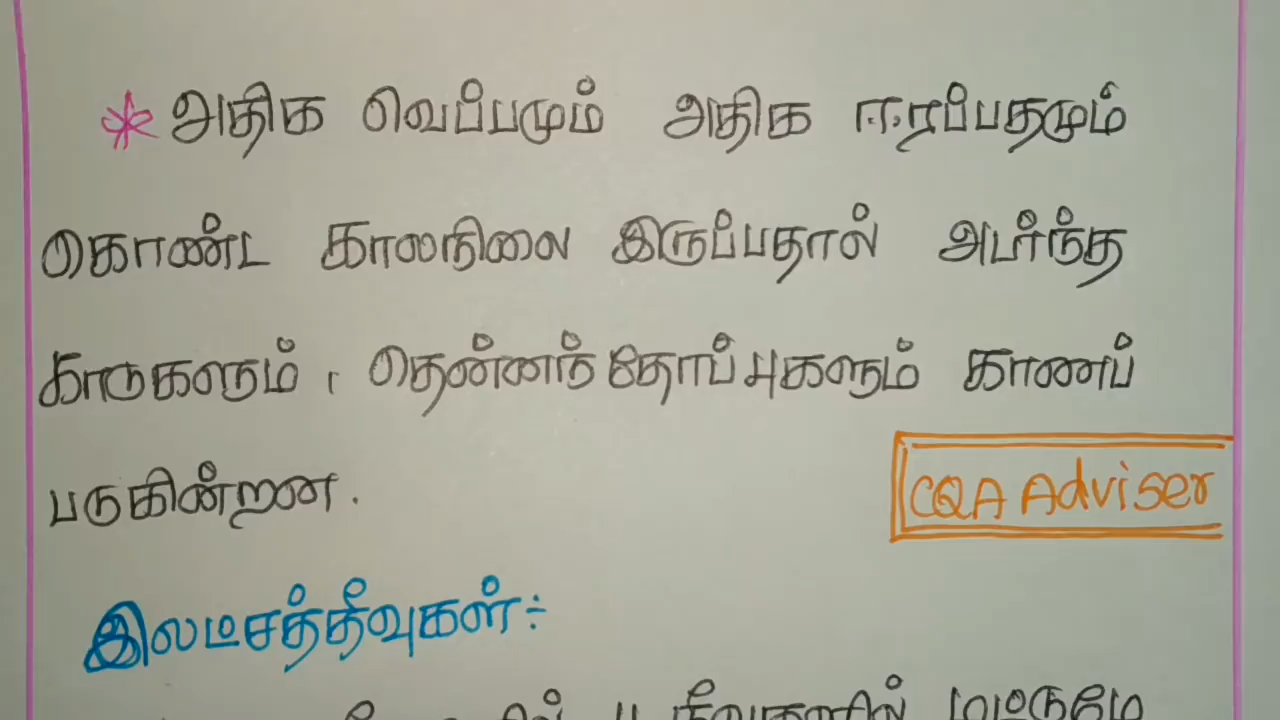 * அதிக வெப்பமும் அதிக ஈரப்பதமும்
கொண்ட காலநிலை இருப்பதால் அடர்ந்த
காடுகளும் , தென்னந்தோப்புகளும் காணப்
படுகின்றன.
CQA Adviser
இலட்சத்தீவுகள்:-
மட்டுமே